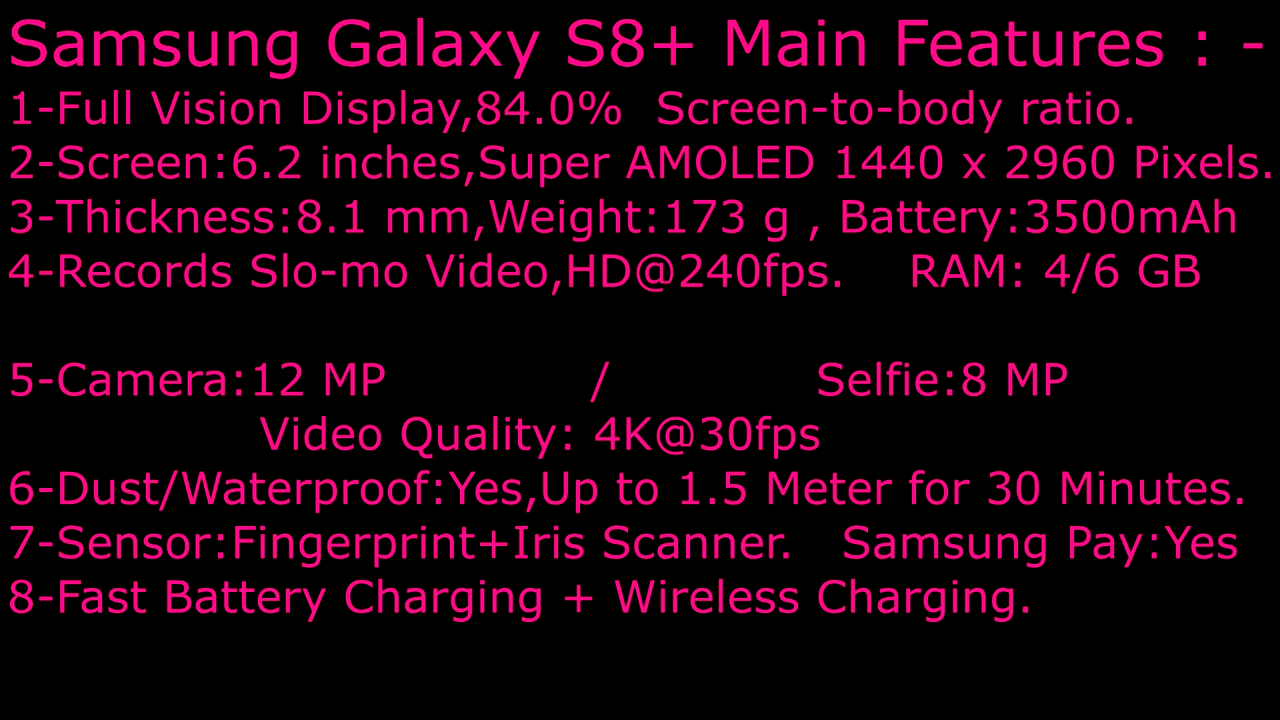 Samsung Galaxy S8+ Main Features : -
1-Full Vision Display,84.0%  Screen-to-body ratio.
2-Screen:6.2 inches,Super AMOLED 1440 x 2960 Pixels.
3-Thickness:8.1 mm,Weight:173 g , Battery:3500mAh
4-Records Slo-mo Video,HD@240fps.    RAM: 4/6 GB
5-Camera:12 MP             /             Selfie:8 MP
Video Quality: 4K@30fps
6-Dust/Waterproof:Yes,Up to 1.5 Meter for 30 Minutes.
7-Sensor:Fingerprint+Iris Scanner.   Samsung Pay:Yes
8-Fast Battery Charging + Wireless Charging.